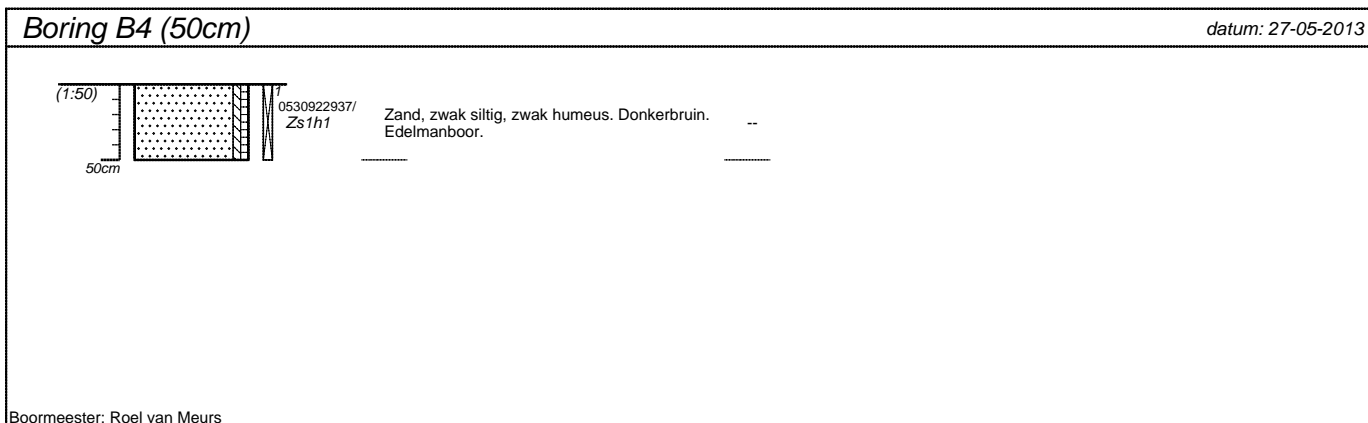 Boring B4 (50cm)
datum: 27-05-2013
(1:50)
1
0530922937/
Zs1h1
Zand, zwak siltig, zwak humeus. Donkerbruin.
Edelmanboor.
--
50cm
Boormeester: Roel van Meurs